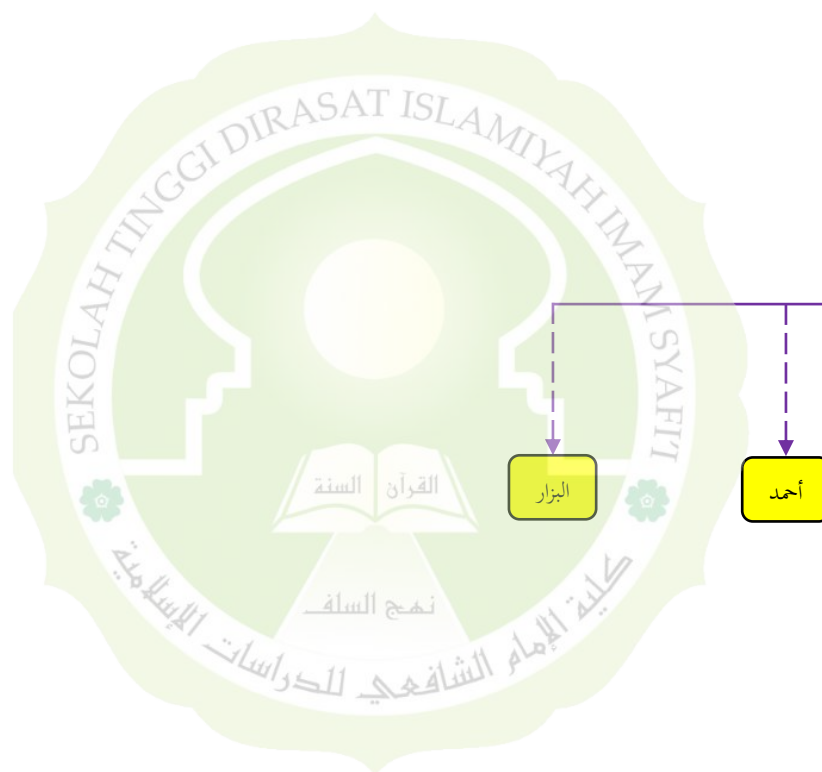 SEKOLAH TINGGI DIRASAT ISLAMIYAH IMAM SYAFI'I
أحمد
البزار
القرآن السنة
نهج السلف
كلية الإمام الشافعي للدراسات الإسلامية